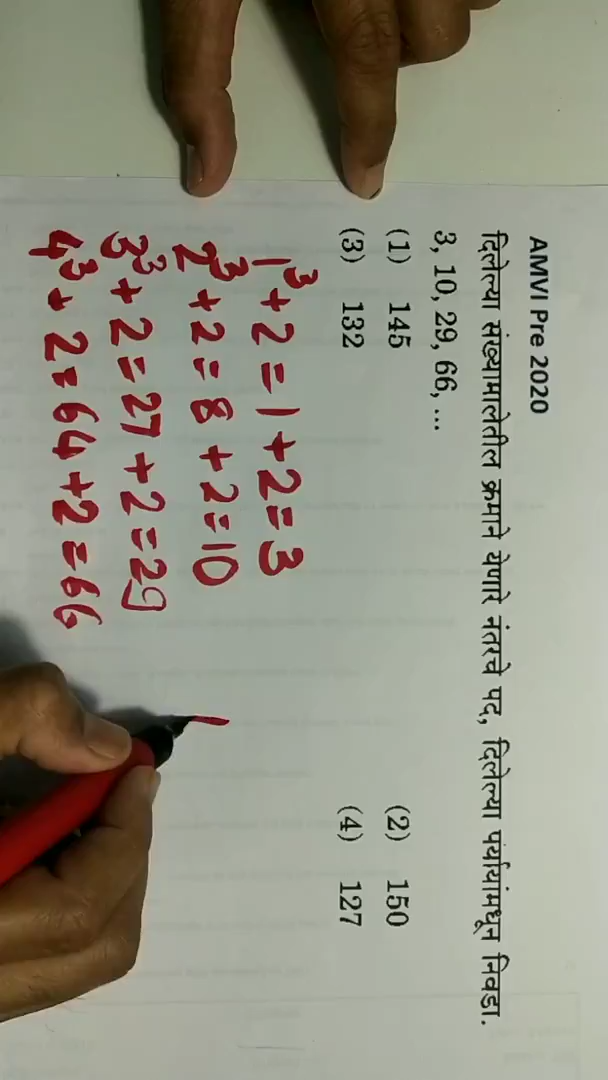 AMVI Pre 2020
दिलेल्या संख्यामालेतील क्रमाने येणारे नंतरचे पद, दिलेल्या पर्यायांमधून निवडा.
3, 10, 29, 66, ...
(1) 145 (2) 150
(3) 132 (4) 127
1³+2=1+2=3
2³+2=8+2=10
3³+2=27+2=29
4³+2=64+2=66